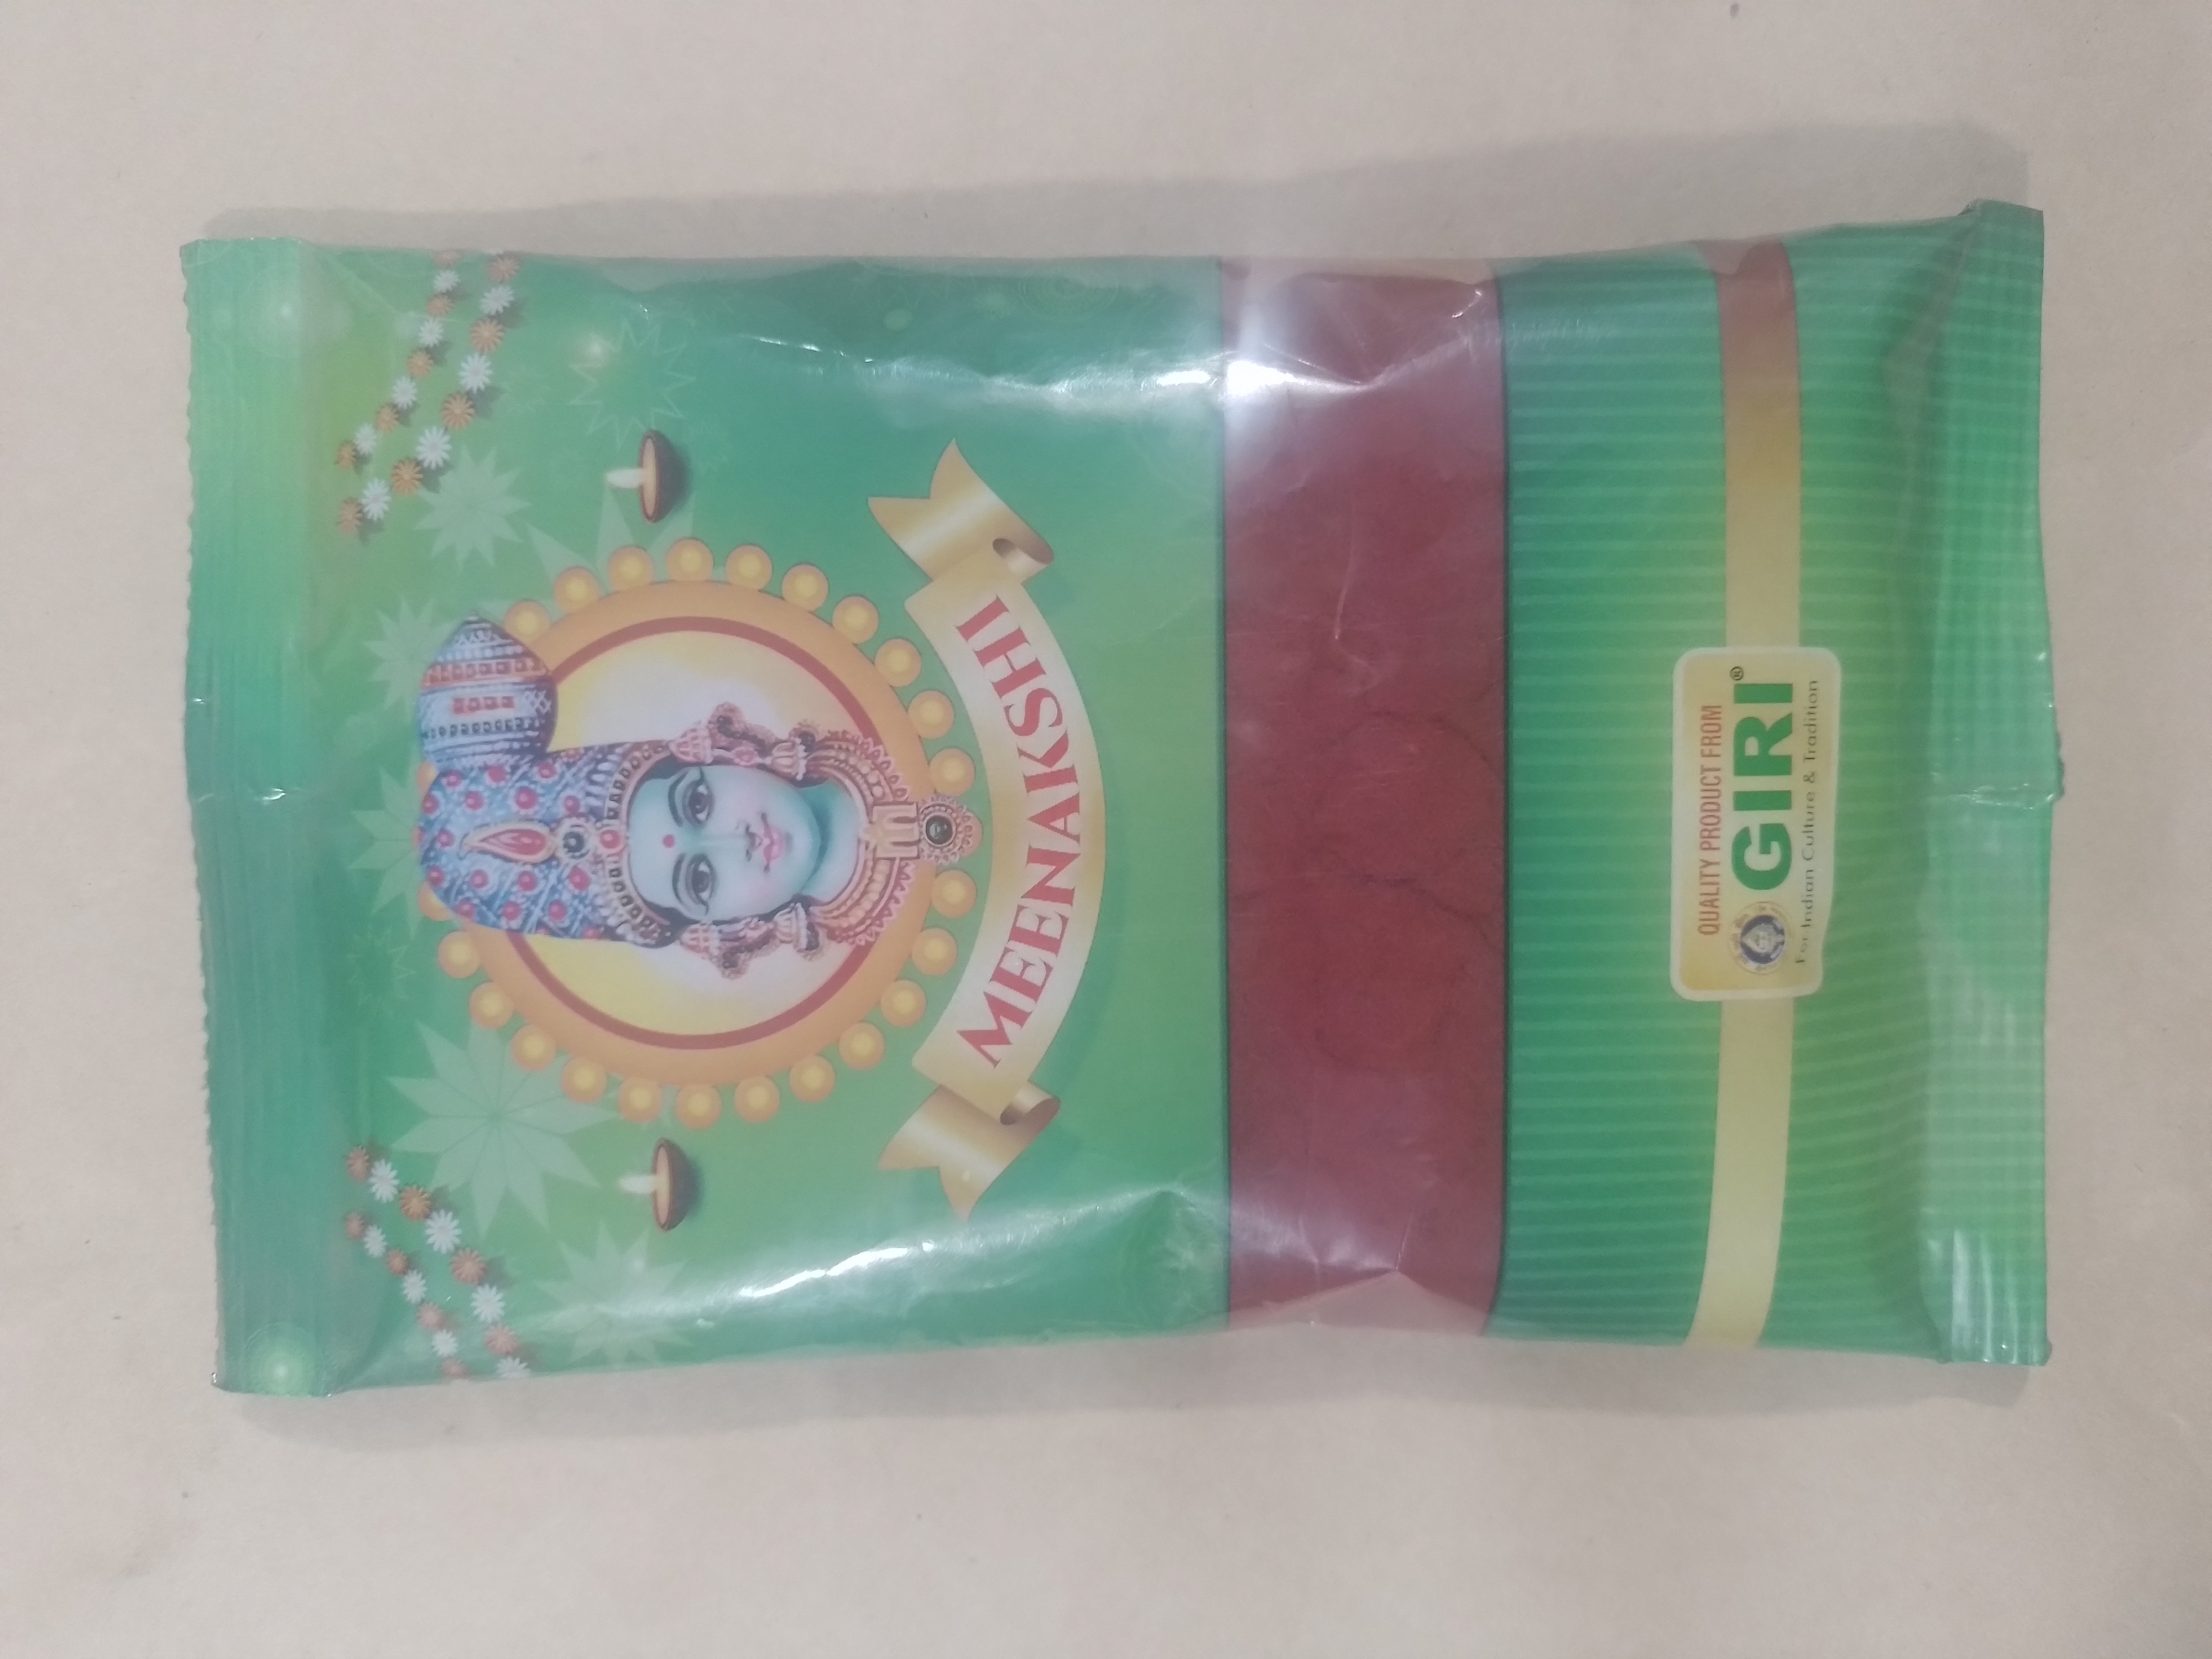 MEENAKSHI
QUALITY PRODUCT FROM
GIRI®
For Indian Culture & Tradition